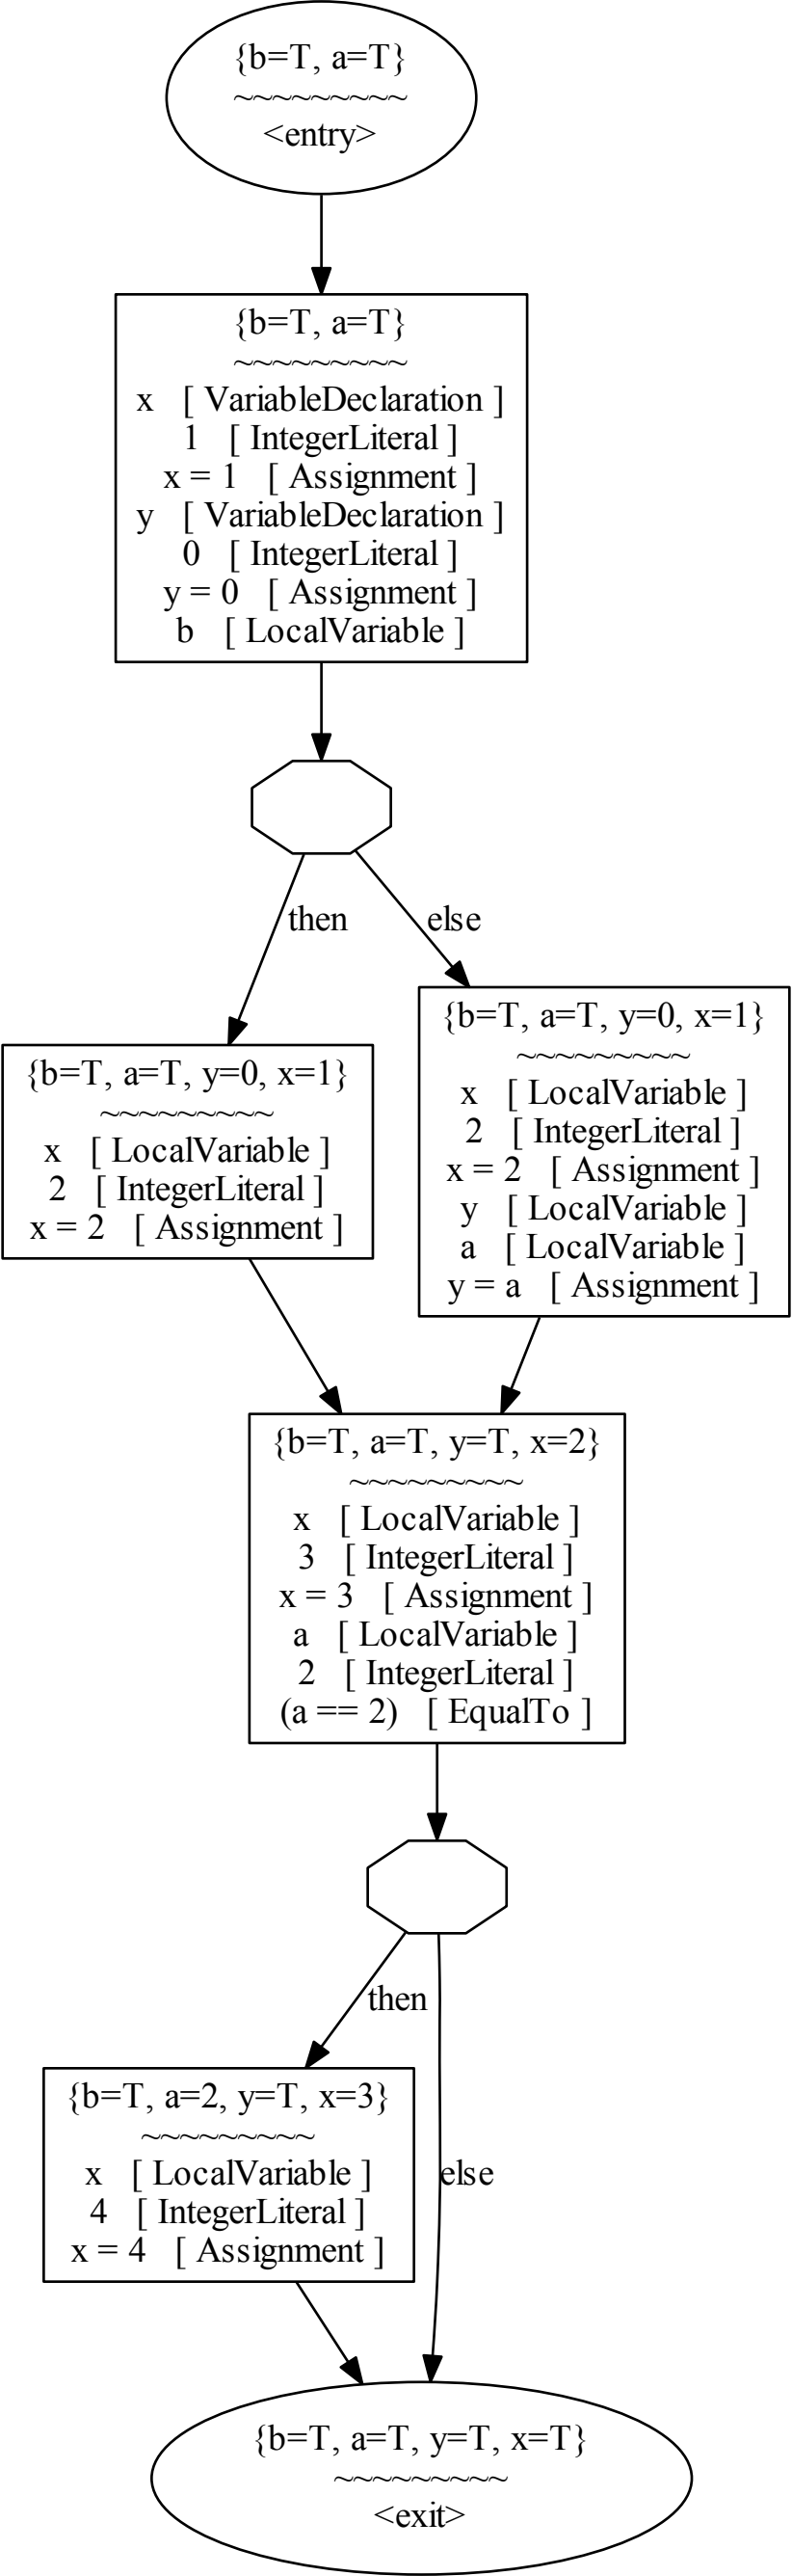 {b=T, a=T}
~~~~~~~~~
<entry>
{b=T, a=T}
~~~~~~~~~
x [ VariableDeclaration ]
1 [ IntegerLiteral ]
x = 1 [ Assignment ]
y [ VariableDeclaration ]
0 [ IntegerLiteral ]
y = 0 [ Assignment ]
b [ LocalVariable ]
then
else
{b=T, a=T, y=0, x=1}
~~~~~~~~~
x [ LocalVariable ]
2 [ IntegerLiteral ]
x = 2 [ Assignment ]
{b=T, a=T, y=0, x=1}
~~~~~~~~~
x [ LocalVariable ]
2 [ IntegerLiteral ]
x = 2 [ Assignment ]
y [ LocalVariable ]
a [ LocalVariable ]
y = a [ Assignment ]
{b=T, a=T, y=T, x=2}
~~~~~~~~~
x [ LocalVariable ]
3 [ IntegerLiteral ]
x = 3 [ Assignment ]
a [ LocalVariable ]
2 [ IntegerLiteral ]
(a == 2) [ EqualTo ]
then
else
{b=T, a=2, y=T, x=3}
~~~~~~~~~
x [ LocalVariable ]
4 [ IntegerLiteral ]
x = 4 [ Assignment ]
{b=T, a=T, y=T, x=T}
~~~~~~~~~
<exit>